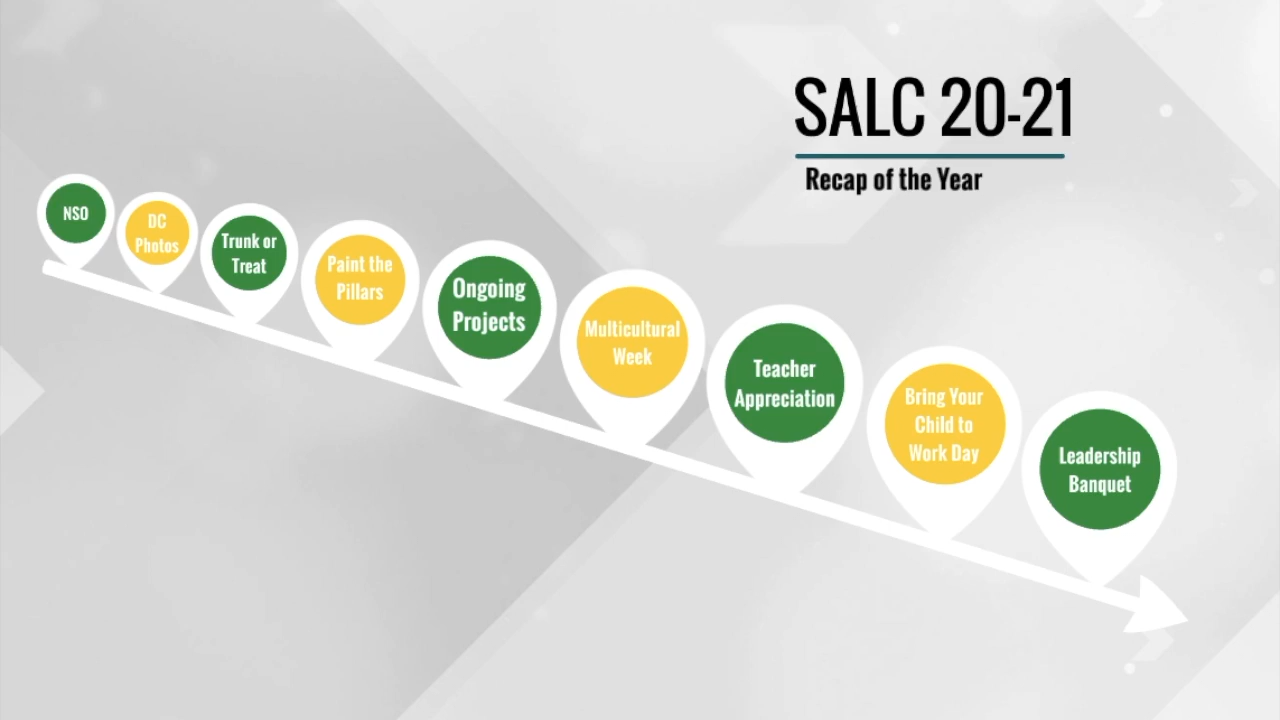 SALC 20-21
Recap of the Year
NSO
DC
Photos
Trunk or
Treat
Paint the
Pillars
Ongoing
Projects
Multicultural
Week
Teacher
Appreciation
Bring Your
Child to
Work Day
Leadership
Banquet